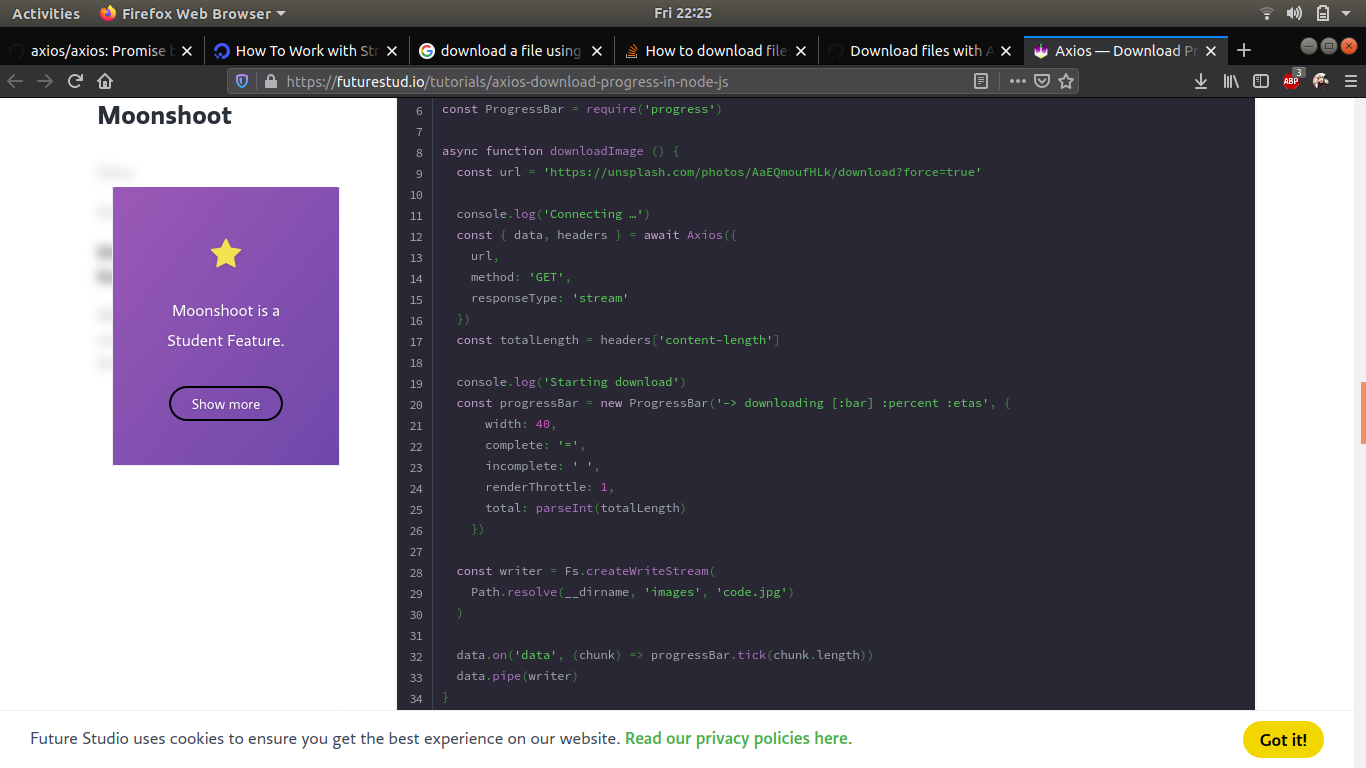 Activities Firefox Web Browser Fri 22:25
axios/axios: Promise b How To Work with Str download a file using How to download file Download files with A Axios — Download Pr
https://futurestud.io/tutorials/axios-download-progress-in-node-js ABP 3
Moonshoot
Moonshoot is a
Student Feature.
Show more
6 const ProgressBar = require('progress')
7
8 async function downloadImage () {
9 const url = 'https://unsplash.com/photos/AaEQmoufHLk/download?force=true'
10
11 console.log('Connecting …')
12 const { data, headers } = await Axios({
13 url,
14 method: 'GET',
15 responseType: 'stream'
16 })
17 const totalLength = headers['content-length']
18
19 console.log('Starting download')
20 const progressBar = new ProgressBar('-> downloading [:bar] :percent :etas', {
21 width: 40,
22 complete: '=',
23 incomplete: ' ',
24 renderThrottle: 1,
25 total: parseInt(totalLength)
26 })
27
28 const writer = Fs.createWriteStream(
29 Path.resolve(__dirname, 'images', 'code.jpg')
30 )
31
32 data.on('data', (chunk) => progressBar.tick(chunk.length))
33 data.pipe(writer)
34 }
Future Studio uses cookies to ensure you get the best experience on our website. Read our privacy policies here.
Got it!